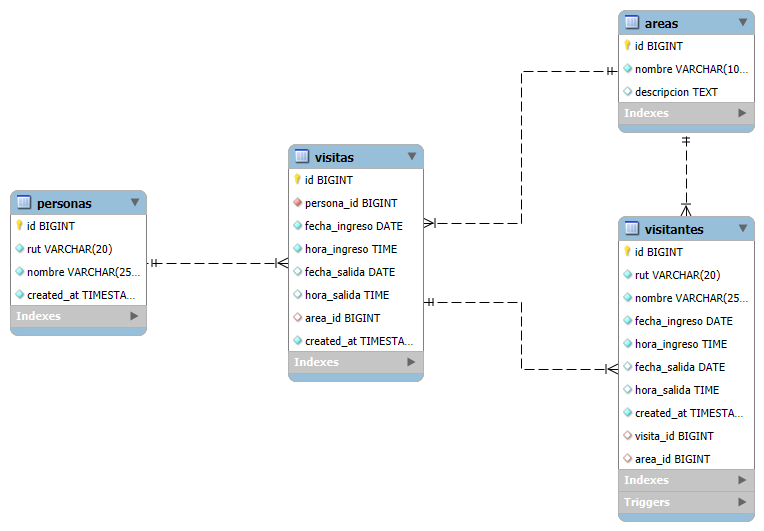 personas
id BIGINT
rut VARCHAR(20)
nombre VARCHAR(25...
created_at TIMESTA...
Indexes
visitas
id BIGINT
persona_id BIGINT
fecha_ingreso DATE
hora_ingreso TIME
fecha_salida DATE
hora_salida TIME
area_id BIGINT
created_at TIMESTA...
Indexes
areas
id BIGINT
nombre VARCHAR(10...
descripcion TEXT
Indexes
visitantes
id BIGINT
rut VARCHAR(20)
nombre VARCHAR(25...
fecha_ingreso DATE
hora_ingreso TIME
fecha_salida DATE
hora_salida TIME
created_at TIMESTA...
visita_id BIGINT
area_id BIGINT
Indexes
Triggers